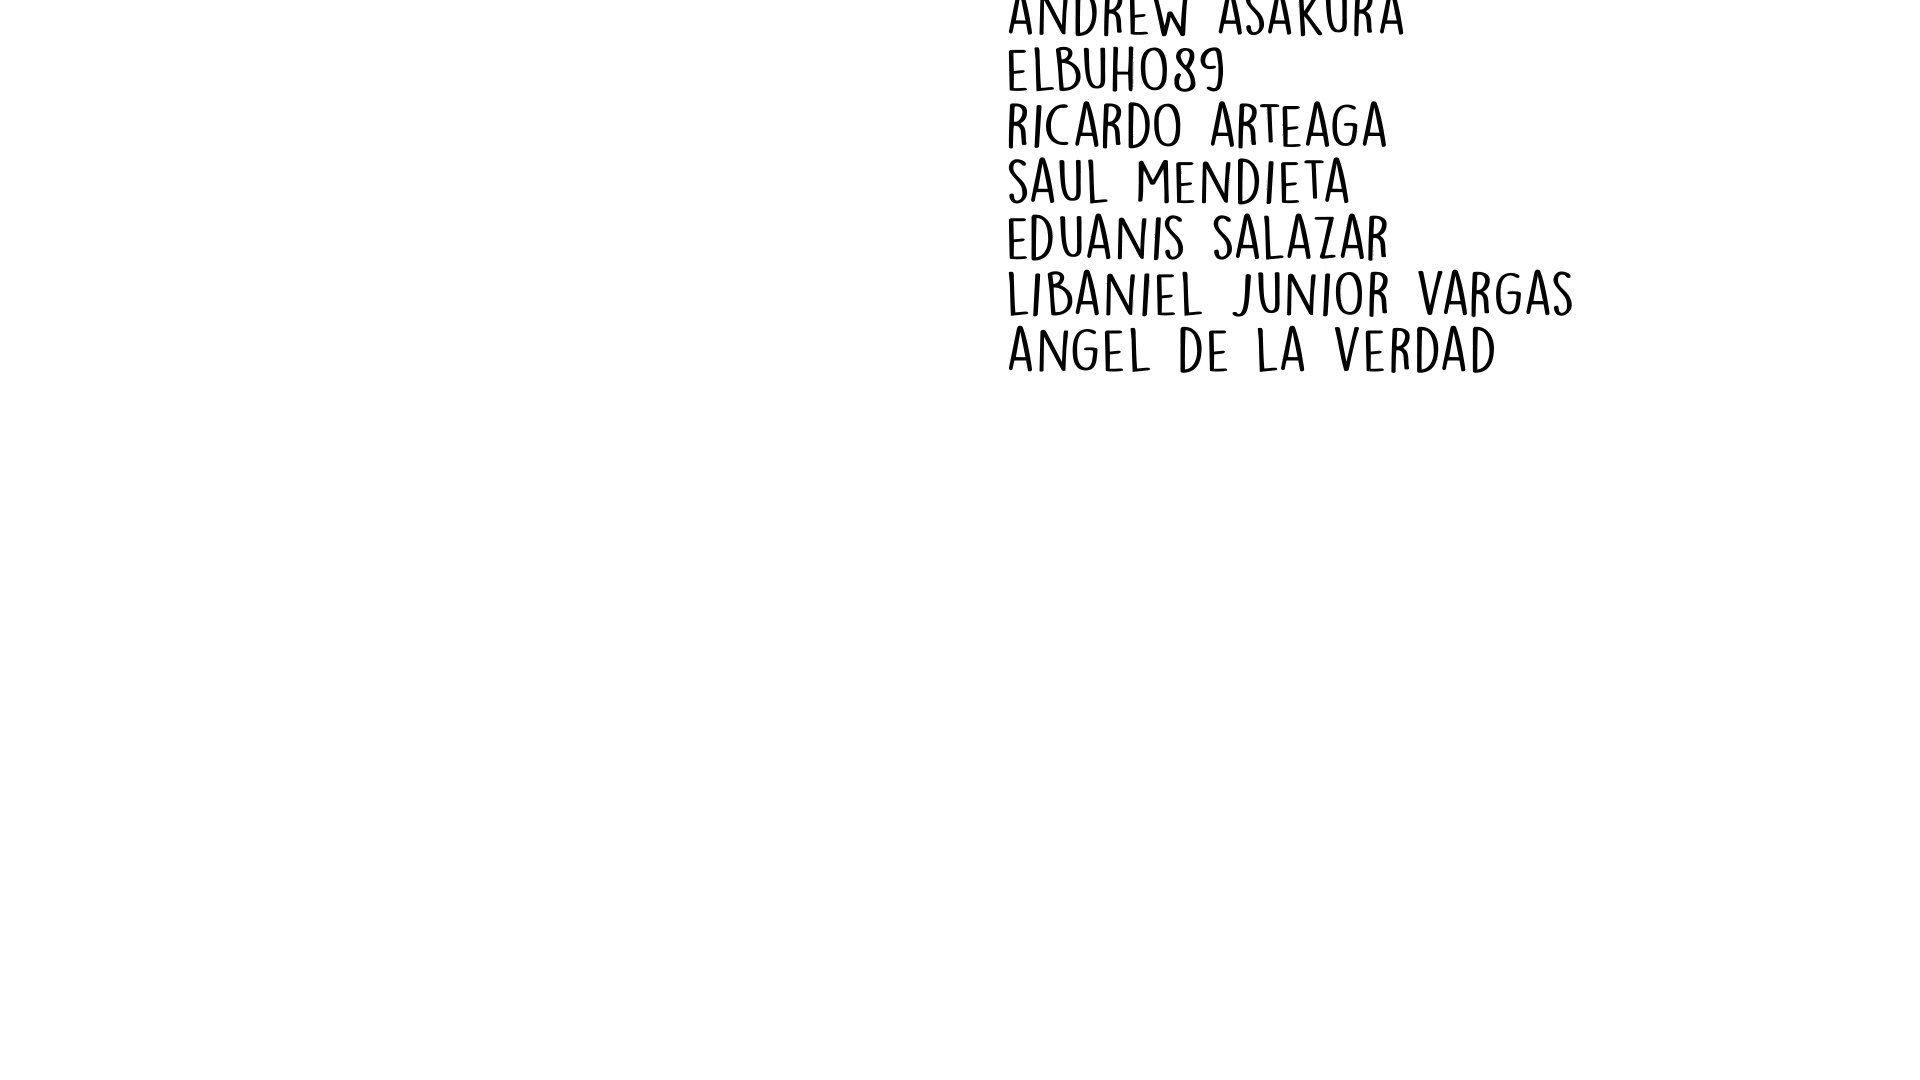 ANDREW ASAKURA
ELBUHO89
RICARDO ARTEAGA
SAUL MENDIETA
EDUANIS SALAZAR
LIBANIEL JUNIOR VARGAS
ANGEL DE LA VERDAD